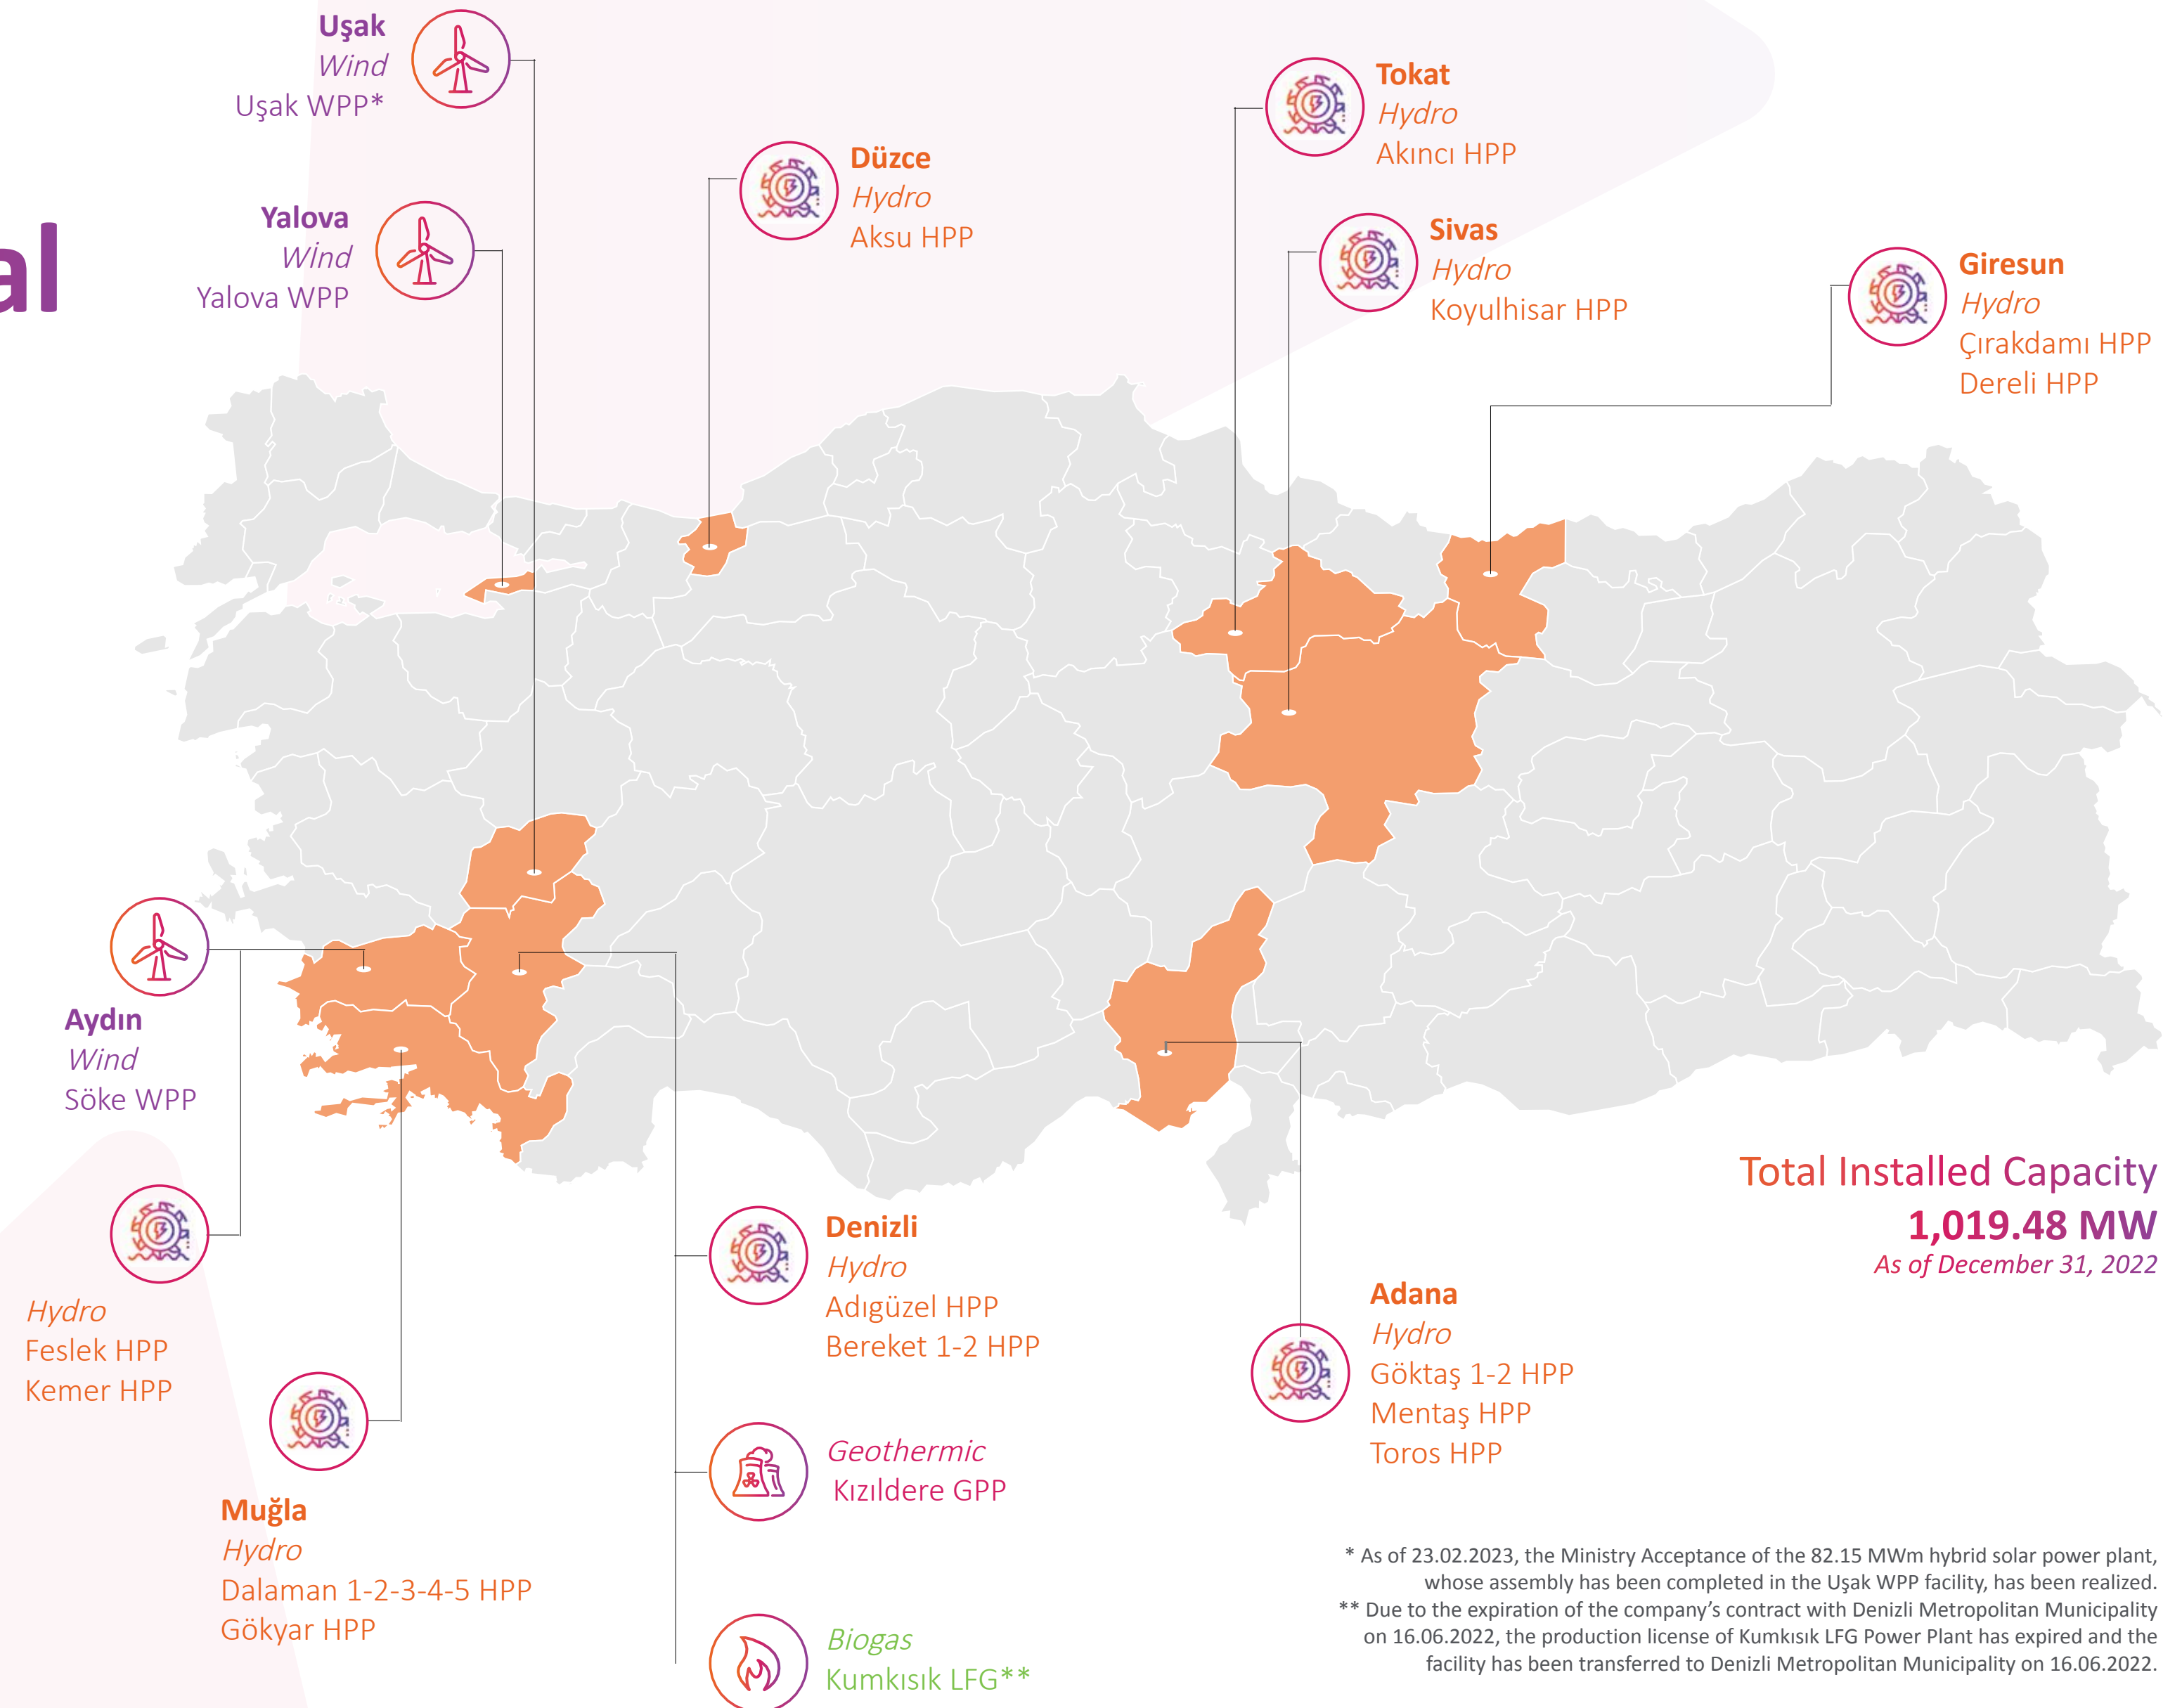 al
Uşak
Wind
Uşak WPP*
Yalova
Wİnd
Yalova WPP
Düzce
Hydro
Aksu HPP
Tokat
Hydro
Akıncı HPP
Sivas
Hydro
Koyulhisar HPP
Giresun
Hydro
Çırakdamı HPP
Dereli HPP
Aydın
Wind
Söke WPP
Hydro
Feslek HPP
Kemer HPP
Muğla
Hydro
Dalaman 1-2-3-4-5 HPP
Gökyar HPP
Denizli
Hydro
Adıgüzel HPP
Bereket 1-2 HPP
Geothermic
Kızıldere GPP
Biogas
Kumkısık LFG**
Adana
Hydro
Göktaş 1-2 HPP
Mentaş HPP
Toros HPP
Total Installed Capacity
1,019.48 MW
As of December 31, 2022
* As of 23.02.2023, the Ministry Acceptance of the 82.15 MWm hybrid solar power plant,
whose assembly has been completed in the Uşak WPP facility, has been realized.
** Due to the expiration of the company’s contract with Denizli Metropolitan Municipality
on 16.06.2022, the production license of Kumkısık LFG Power Plant has expired and the
facility has been transferred to Denizli Metropolitan Municipality on 16.06.2022.